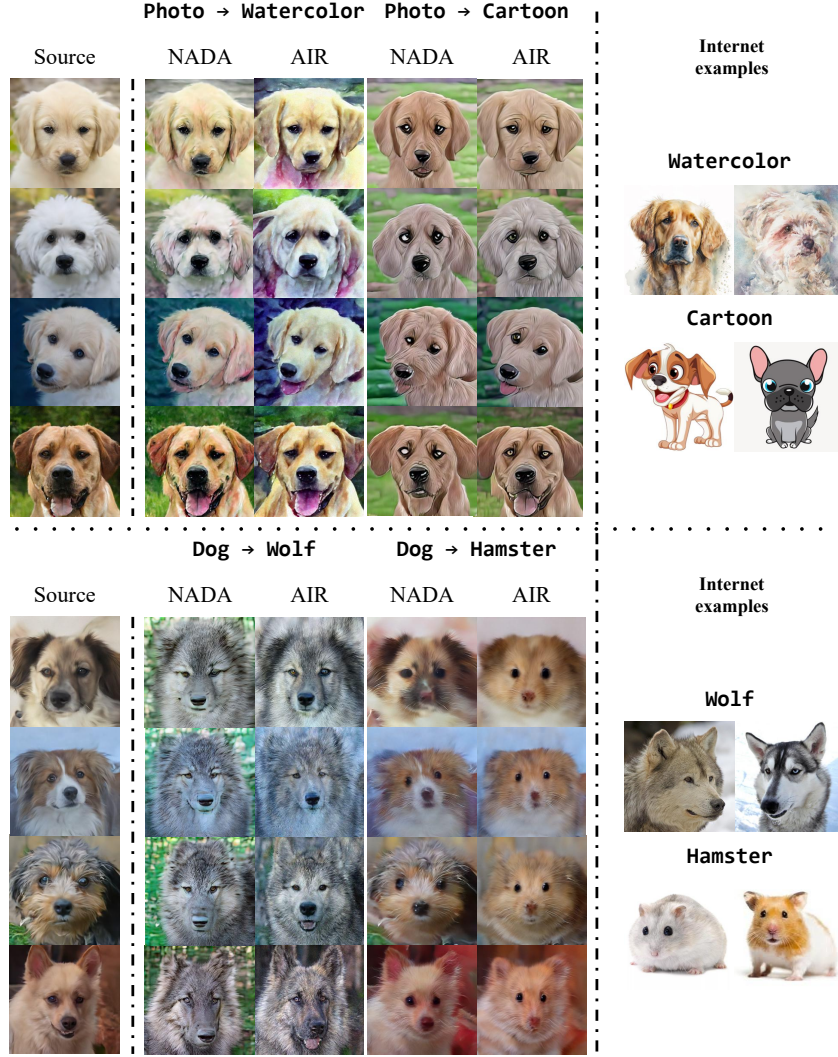 Photo → Watercolor Photo → Cartoon
Source NADA AIR NADA AIR
Internet
examples
Watercolor
Cartoon
Dog → Wolf Dog → Hamster
Source NADA AIR NADA AIR
Internet
examples
Wolf
Hamster